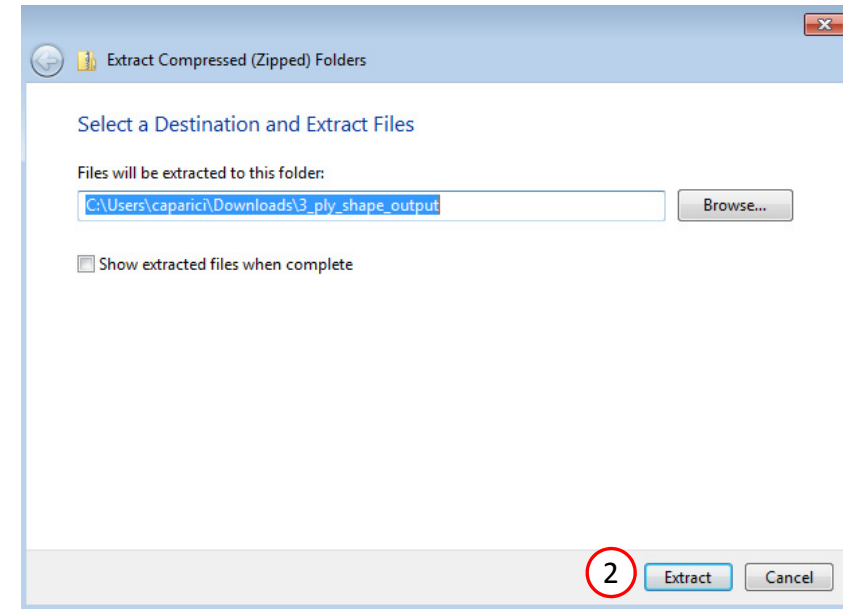 Extract Compressed (Zipped) Folders
Select a Destination and Extract Files
Files will be extracted to this folder:
C:\Users\caparici\Downloads\3_ply_shape_output
Browse...
Show extracted files when complete
2
Extract
Cancel